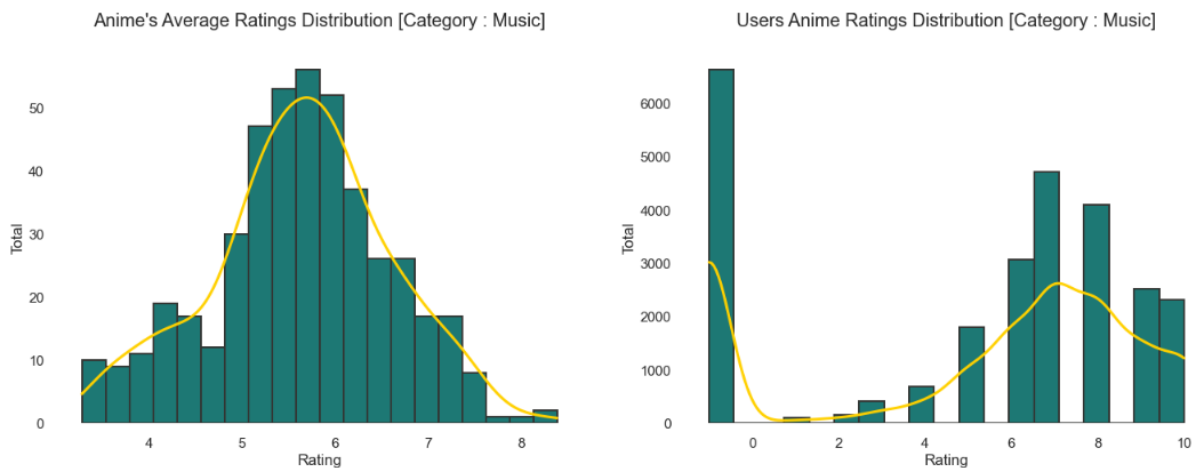 Anime's Average Ratings Distribution [Category : Music]
50
40
30
20
10
0
Total
4 5 6 7 8
Rating
Users Anime Ratings Distribution [Category : Music]
6000
5000
4000
3000
2000
1000
0
Total
0 2 4 6 8 10
Rating